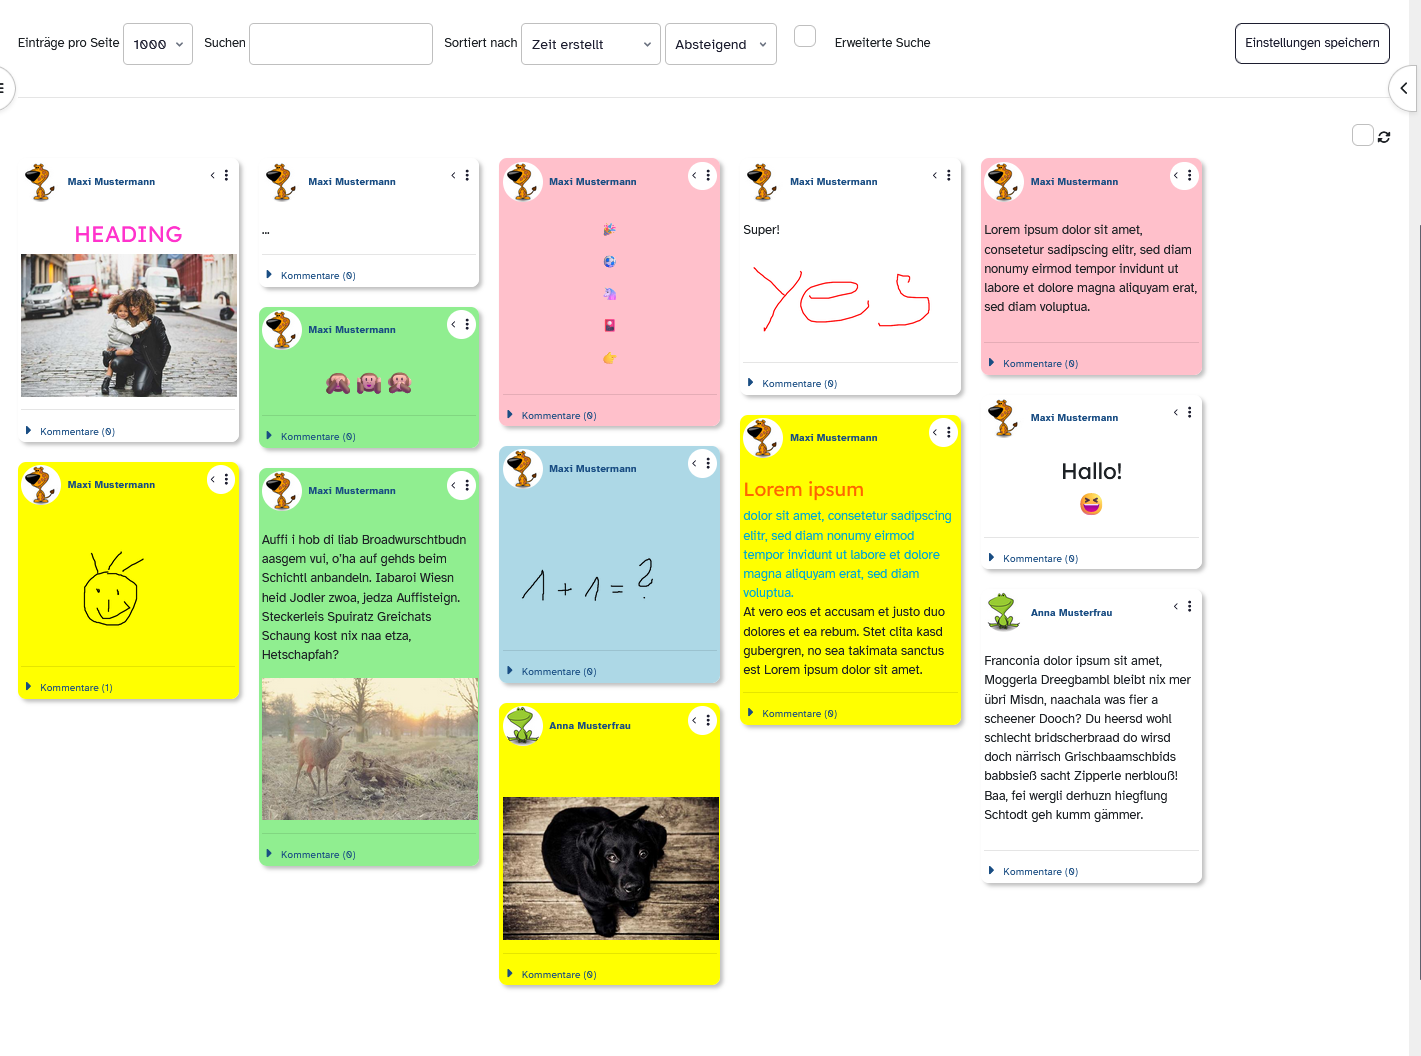 Einträge pro Seite 1000 Suchen Sortiert nach Zeit erstellt Absteigend Erweiterte Suche Einstellungen speichern
Maxi Mustermann
HEADING
Kommentare (0)
Maxi Mustermann
Kommentare (1)
Maxi Mustermann
...
Kommentare (0)
Maxi Mustermann
Kommentare (0)
Maxi Mustermann
Auffi i hob di liab Broadwurschtbudn
aasgem vui, o'ha auf gehds beim
Schichtl anbandeln. Iabaroi Wiesn
heid Jodler zwoa, jedza Auffisteign.
Steckerleis Spuiratz Greichats
Schaung kost nix naa etza,
Hetschapfah?
Kommentare (0)
Maxi Mustermann
Kommentare (0)
Maxi Mustermann
1 + 1 = ?
Kommentare (0)
Anna Musterfrau
Kommentare (0)
Maxi Mustermann
Super!
Yes
Kommentare (0)
Maxi Mustermann
Lorem ipsum
dolor sit amet, consetetur sadipscing
elitr, sed diam nonumy eirmod
tempor invidunt ut labore et dolore
magna aliquyam erat, sed diam
voluptua.
At vero eos et accusam et justo duo
dolores et ea rebum. Stet clita kasd
gubergren, no sea takimata sanctus
est Lorem ipsum dolor sit amet.
Kommentare (0)
Maxi Mustermann
Lorem ipsum dolor sit amet,
consetetur sadipscing elitr, sed diam
nonumy eirmod tempor invidunt ut
labore et dolore magna aliquyam erat,
sed diam voluptua.
Kommentare (0)
Maxi Mustermann
Hallo!
Kommentare (0)
Anna Musterfrau
Franconia dolor ipsum sit amet,
Moggerla Dreegbambl bleibt nix mer
übri Misdn, naachala was fier a
scheener Dooch? Du heersd wohl
schlecht bridscherbraad do wirsd
doch närrisch Grischbaamschbids
babbsieß sacht Zipperle nerblouß!
Baa, fei wergli derhuzn hiegflung
Schtodt geh kumm gämmer.
Kommentare (0)